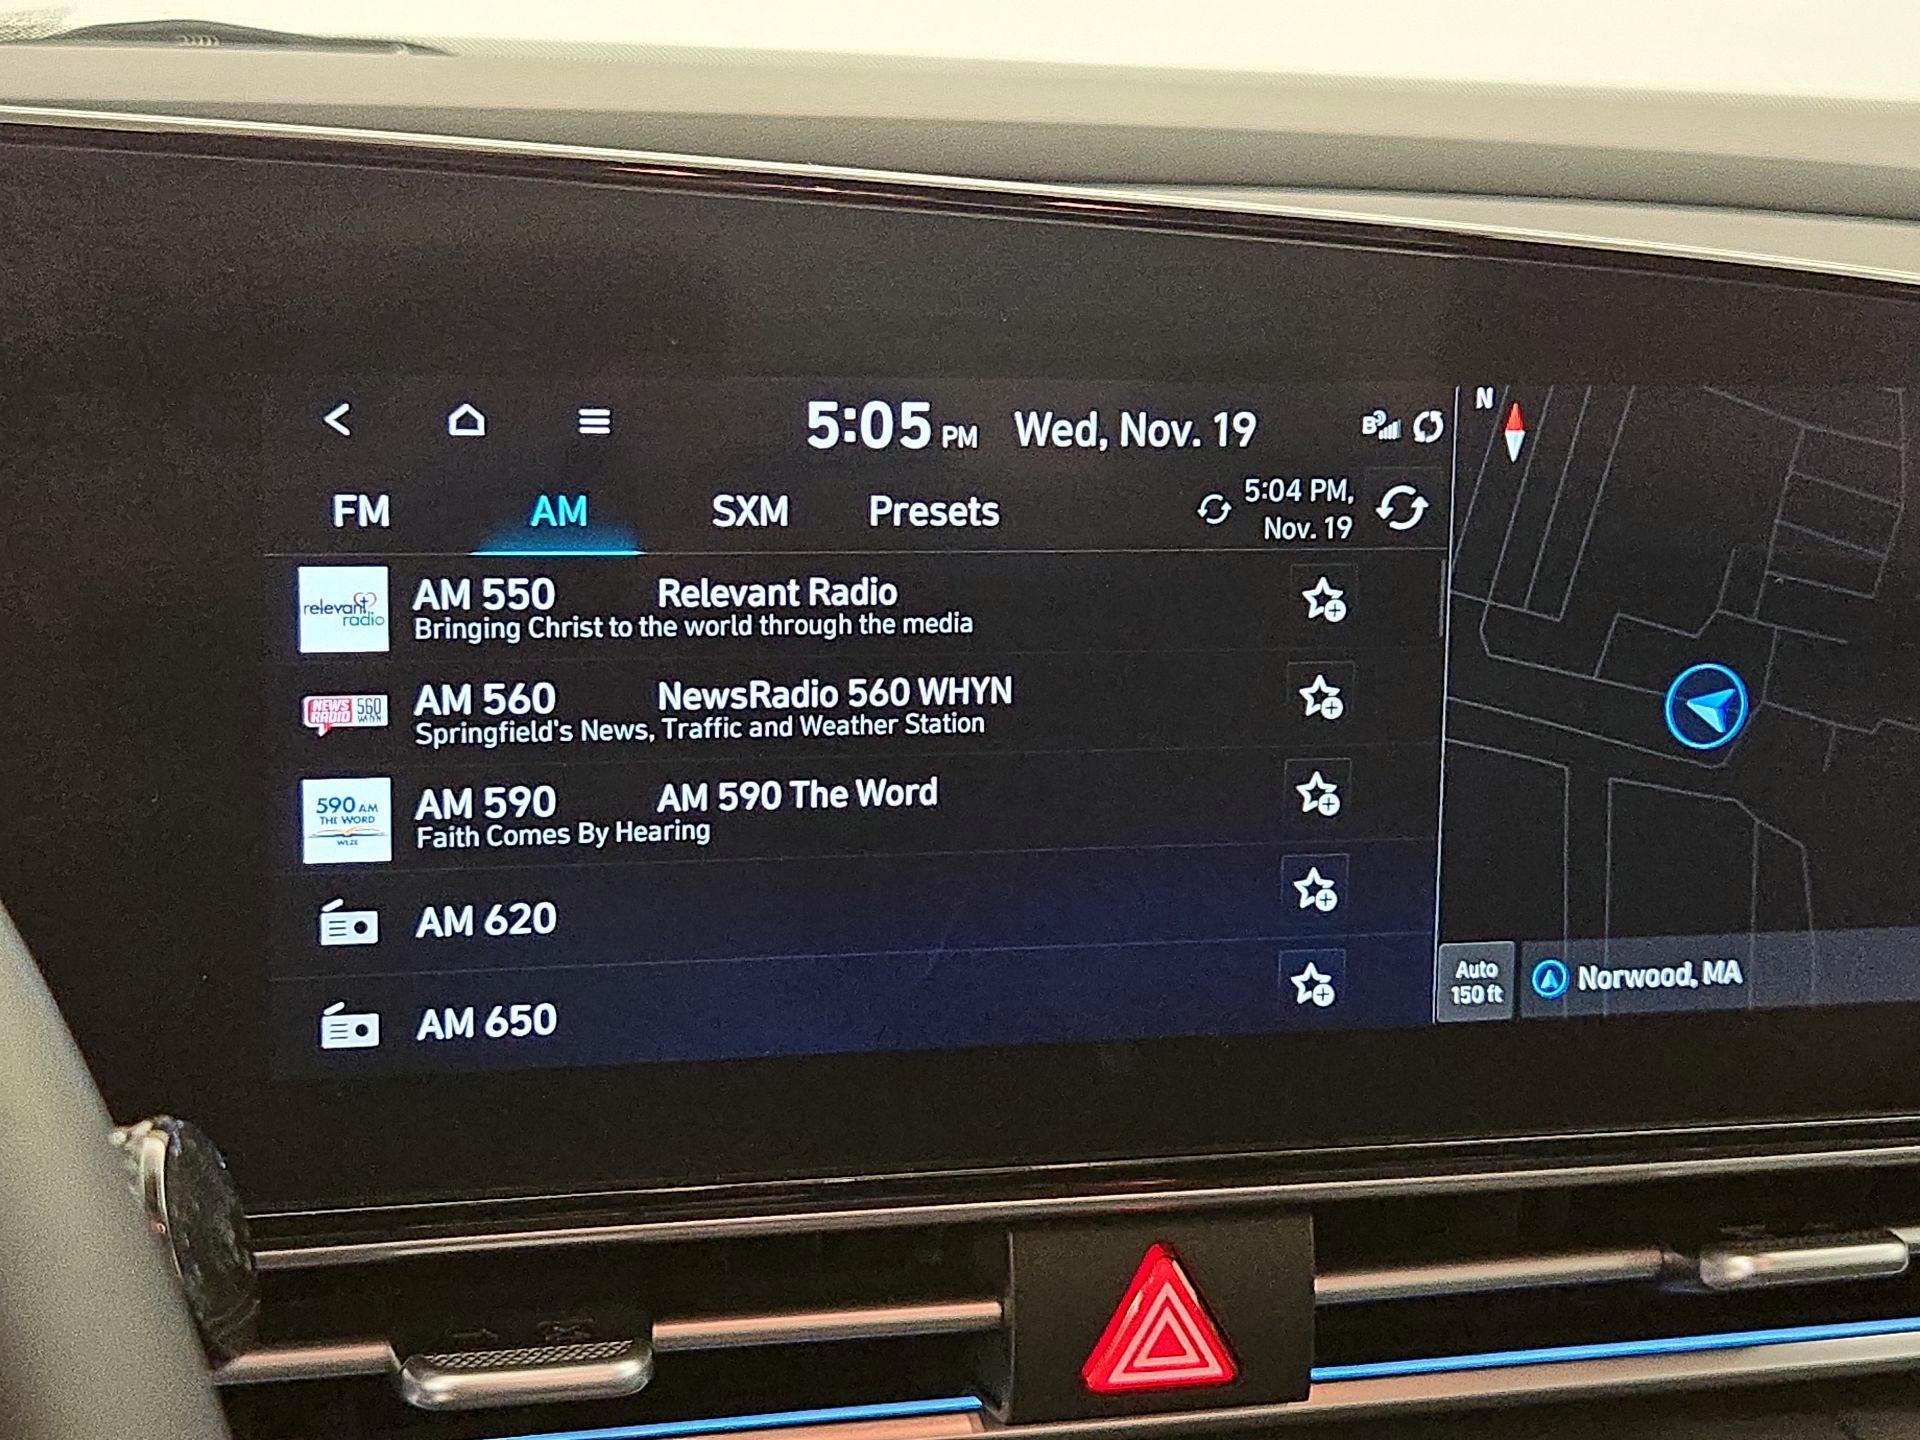 5:05 PM Wed, Nov. 19
FM AM SXM Presets
5:04 PM,
Nov. 19
relevant
radio
AM 550 Relevant Radio
Bringing Christ to the world through the media
NEWS
RADIO
560
WHYN
AM 560 NewsRadio 560 WHYN
Springfield's News, Traffic and Weather Station
590 AM
THE WORD
WEZE
AM 590 AM 590 The Word
Faith Comes By Hearing
AM 620
AM 650
N
Auto
150 ft
Norwood, MA